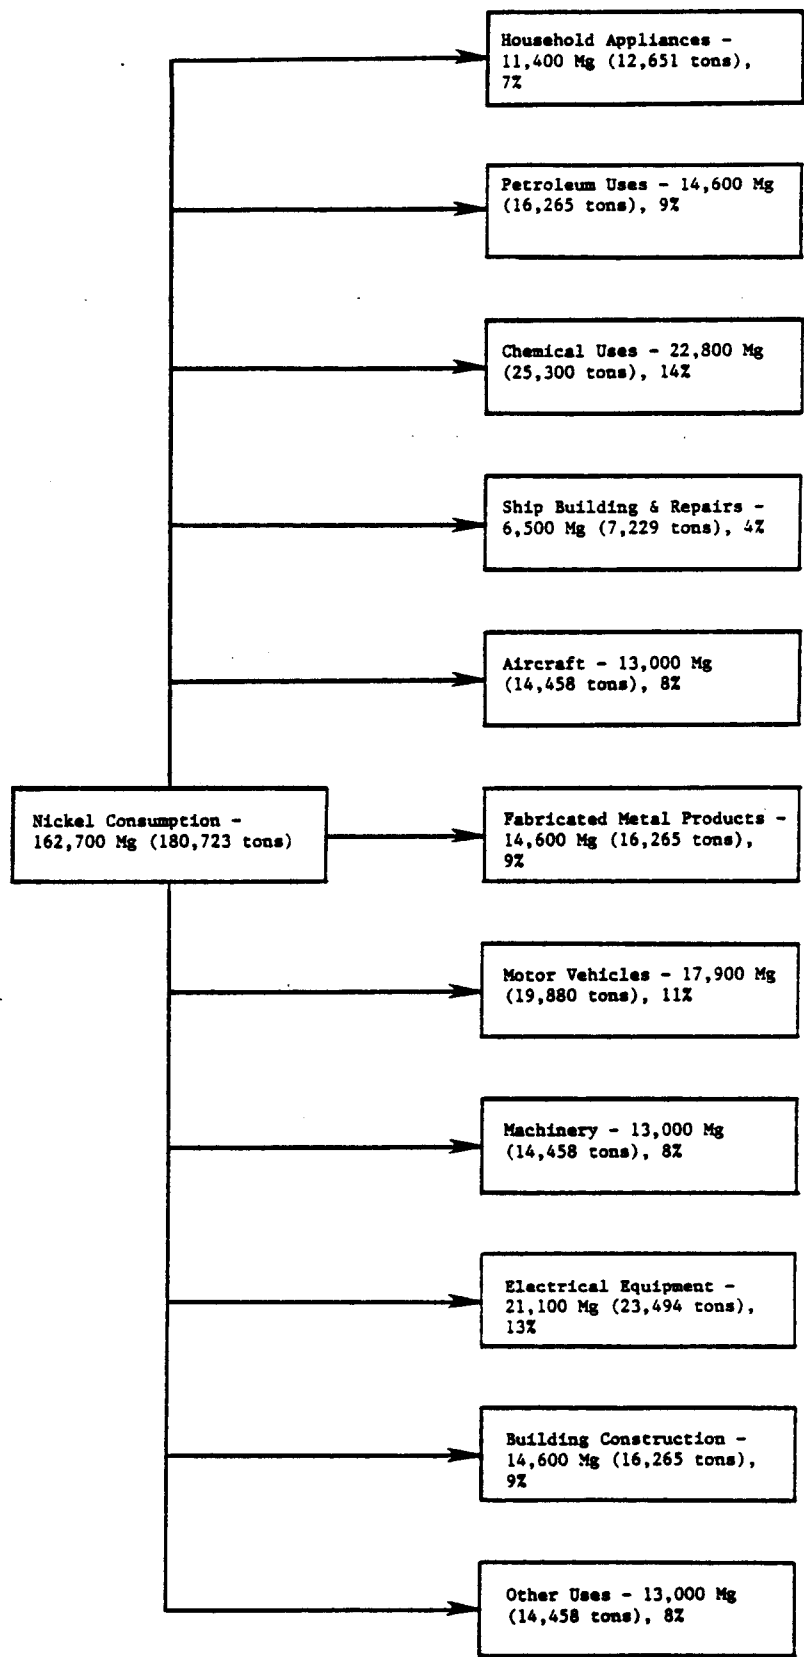 Household Appliances -
11,400 Mg (12,651 tons),
7%
Petroleum Uses - 14,600 Mg
(16,265 tons), 9%
Chemical Uses - 22,800 Mg
(25,300 tons), 14%
Ship Building & Repairs -
6,500 Mg (7,229 tons), 4%
Aircraft - 13,000 Mg
(14,458 tons), 8%
Nickel Consumption -
162,700 Mg (180,723 tons)
Fabricated Metal Products -
14,600 Mg (16,265 tons),
9%
Motor Vehicles - 17,900 Mg
(19,880 tons), 11%
Machinery - 13,000 Mg
(14,458 tons), 8%
Electrical Equipment -
21,100 Mg (23,494 tons),
13%
Building Construction -
14,600 Mg (16,265 tons),
9%
Other Uses - 13,000 Mg
(14,458 tons), 8%